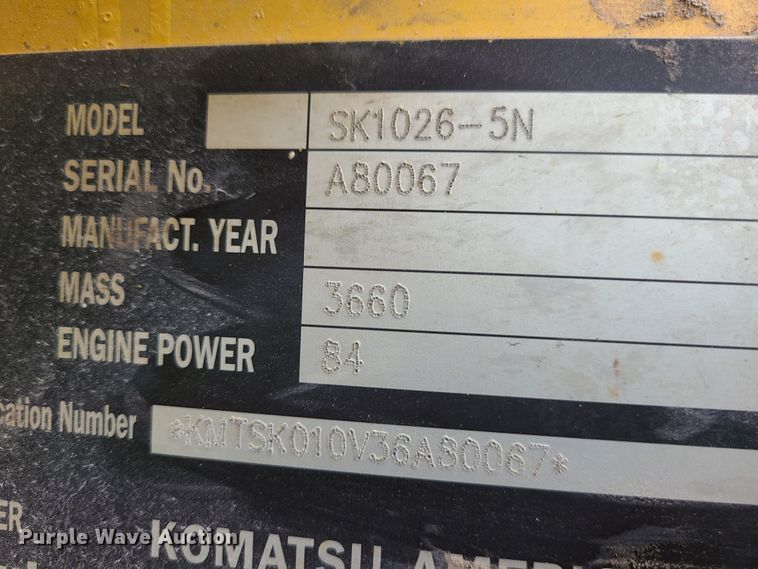 MODEL SK1026-5N
SERIAL No. A80067
MANUFACT. YEAR
MASS 3660
ENGINE POWER 84
cation Number *KMTSK010V36A80067*
ER
Purple Wave Auction
KOMATSU AMERI